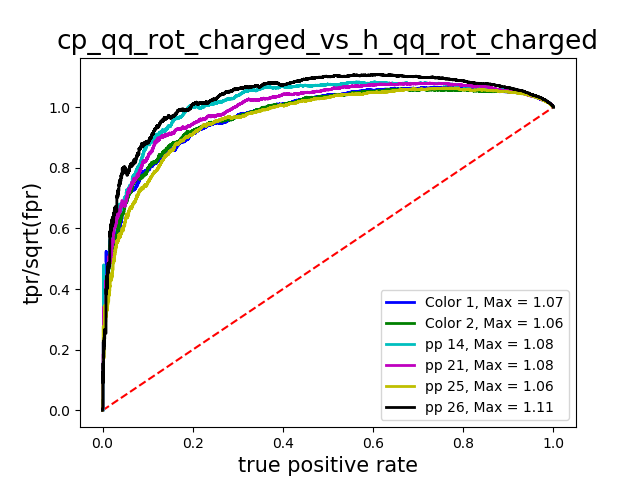 cp_qq_rot_charged_vs_h_qq_rot_charged
tpr/sqrt(fpr)
1.0
0.8
0.6
0.4
0.2
0.0
Color 1, Max = 1.07
Color 2, Max = 1.06
pp 14, Max = 1.08
pp 21, Max = 1.08
pp 25, Max = 1.06
pp 26, Max = 1.11
0.0 0.2 0.4 0.6 0.8 1.0
true positive rate